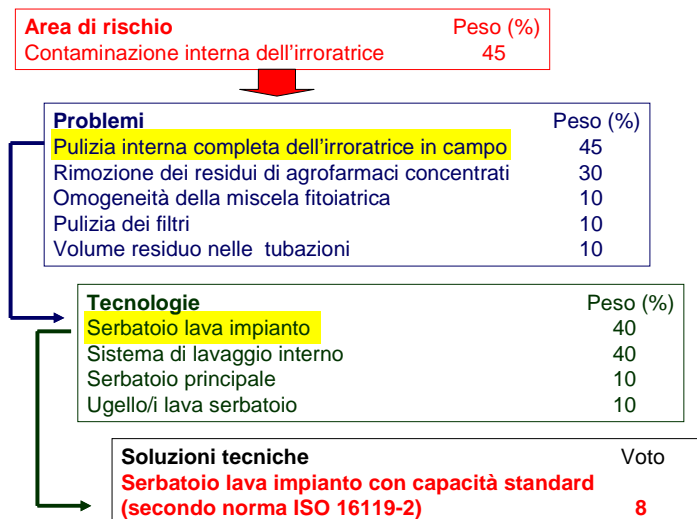 Area di rischio Peso (%)
Contaminazione interna dell'irroratrice 45
Problemi Peso (%)
Pulizia interna completa dell'irroratrice in campo 45
Rimozione dei residui di agrofarmaci concentrati 30
Omogeneità della miscela fitoiatrica 10
Pulizia dei filtri 10
Volume residuo nelle tubazioni 10
Tecnologie Peso (%)
Serbatoio lava impianto 40
Sistema di lavaggio interno 40
Serbatoio principale 10
Ugello/i lava serbatoio 10
Soluzioni tecniche Voto
Serbatoio lava impianto con capacità standard
(secondo norma ISO 16119-2) 8